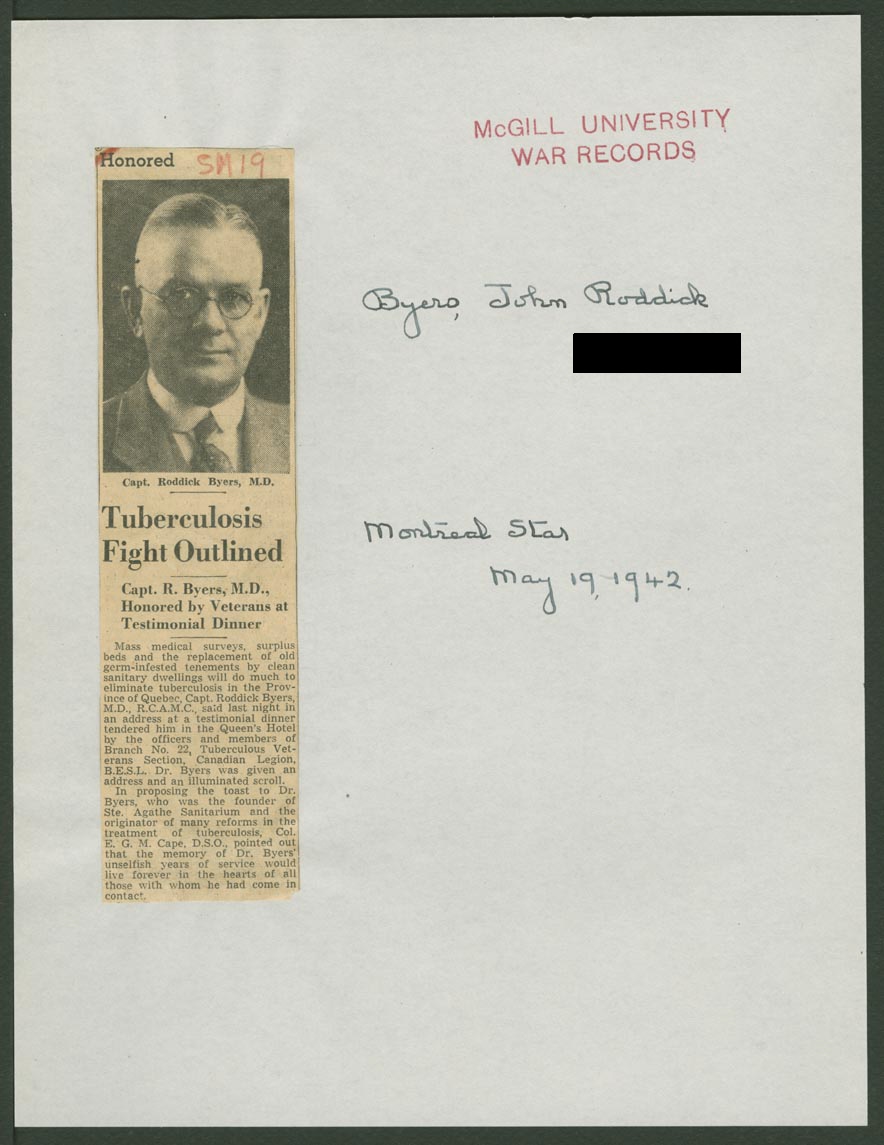 McGILL UNIVERSITY
WAR RECORDS
Honored SM19
Byers, John Roddick
Capt. Roddick Byers, M.D.
Tuberculosis
Fight Outlined
Montreal Star
May 19, 1942.
Capt. R. Byers, M.D.,
Honored by Veterans at
Testimonial Dinner
Mass medical surveys, surplus
beds and the replacement of old
germ-infested tenements by clean
sanitary dwellings will do much to
eliminate tuberculosis in the Prov-
ince of Quebec, Capt. Roddick Byers,
M.D., R.C.A.M.C., said last night in
an address at a testimonial dinner
tendered him in the Queen's Hotel
by the officers and members of
Branch No. 22, Tuberculous Vet-
erans Section, Canadian Legion,
B.E.S.L. Dr. Byers was given an
address and an illuminated scroll.
In proposing the toast to Dr.
Byers, who was the founder of
Ste. Agathe Sanitarium and the
originator of many reforms in the
treatment of tuberculosis, Col.
E. G. M. Cape, D.S.O., pointed out
that the memory of Dr. Byers'
unselfish years of service would
live forever in the hearts of all
those with whom he had come in
contact.